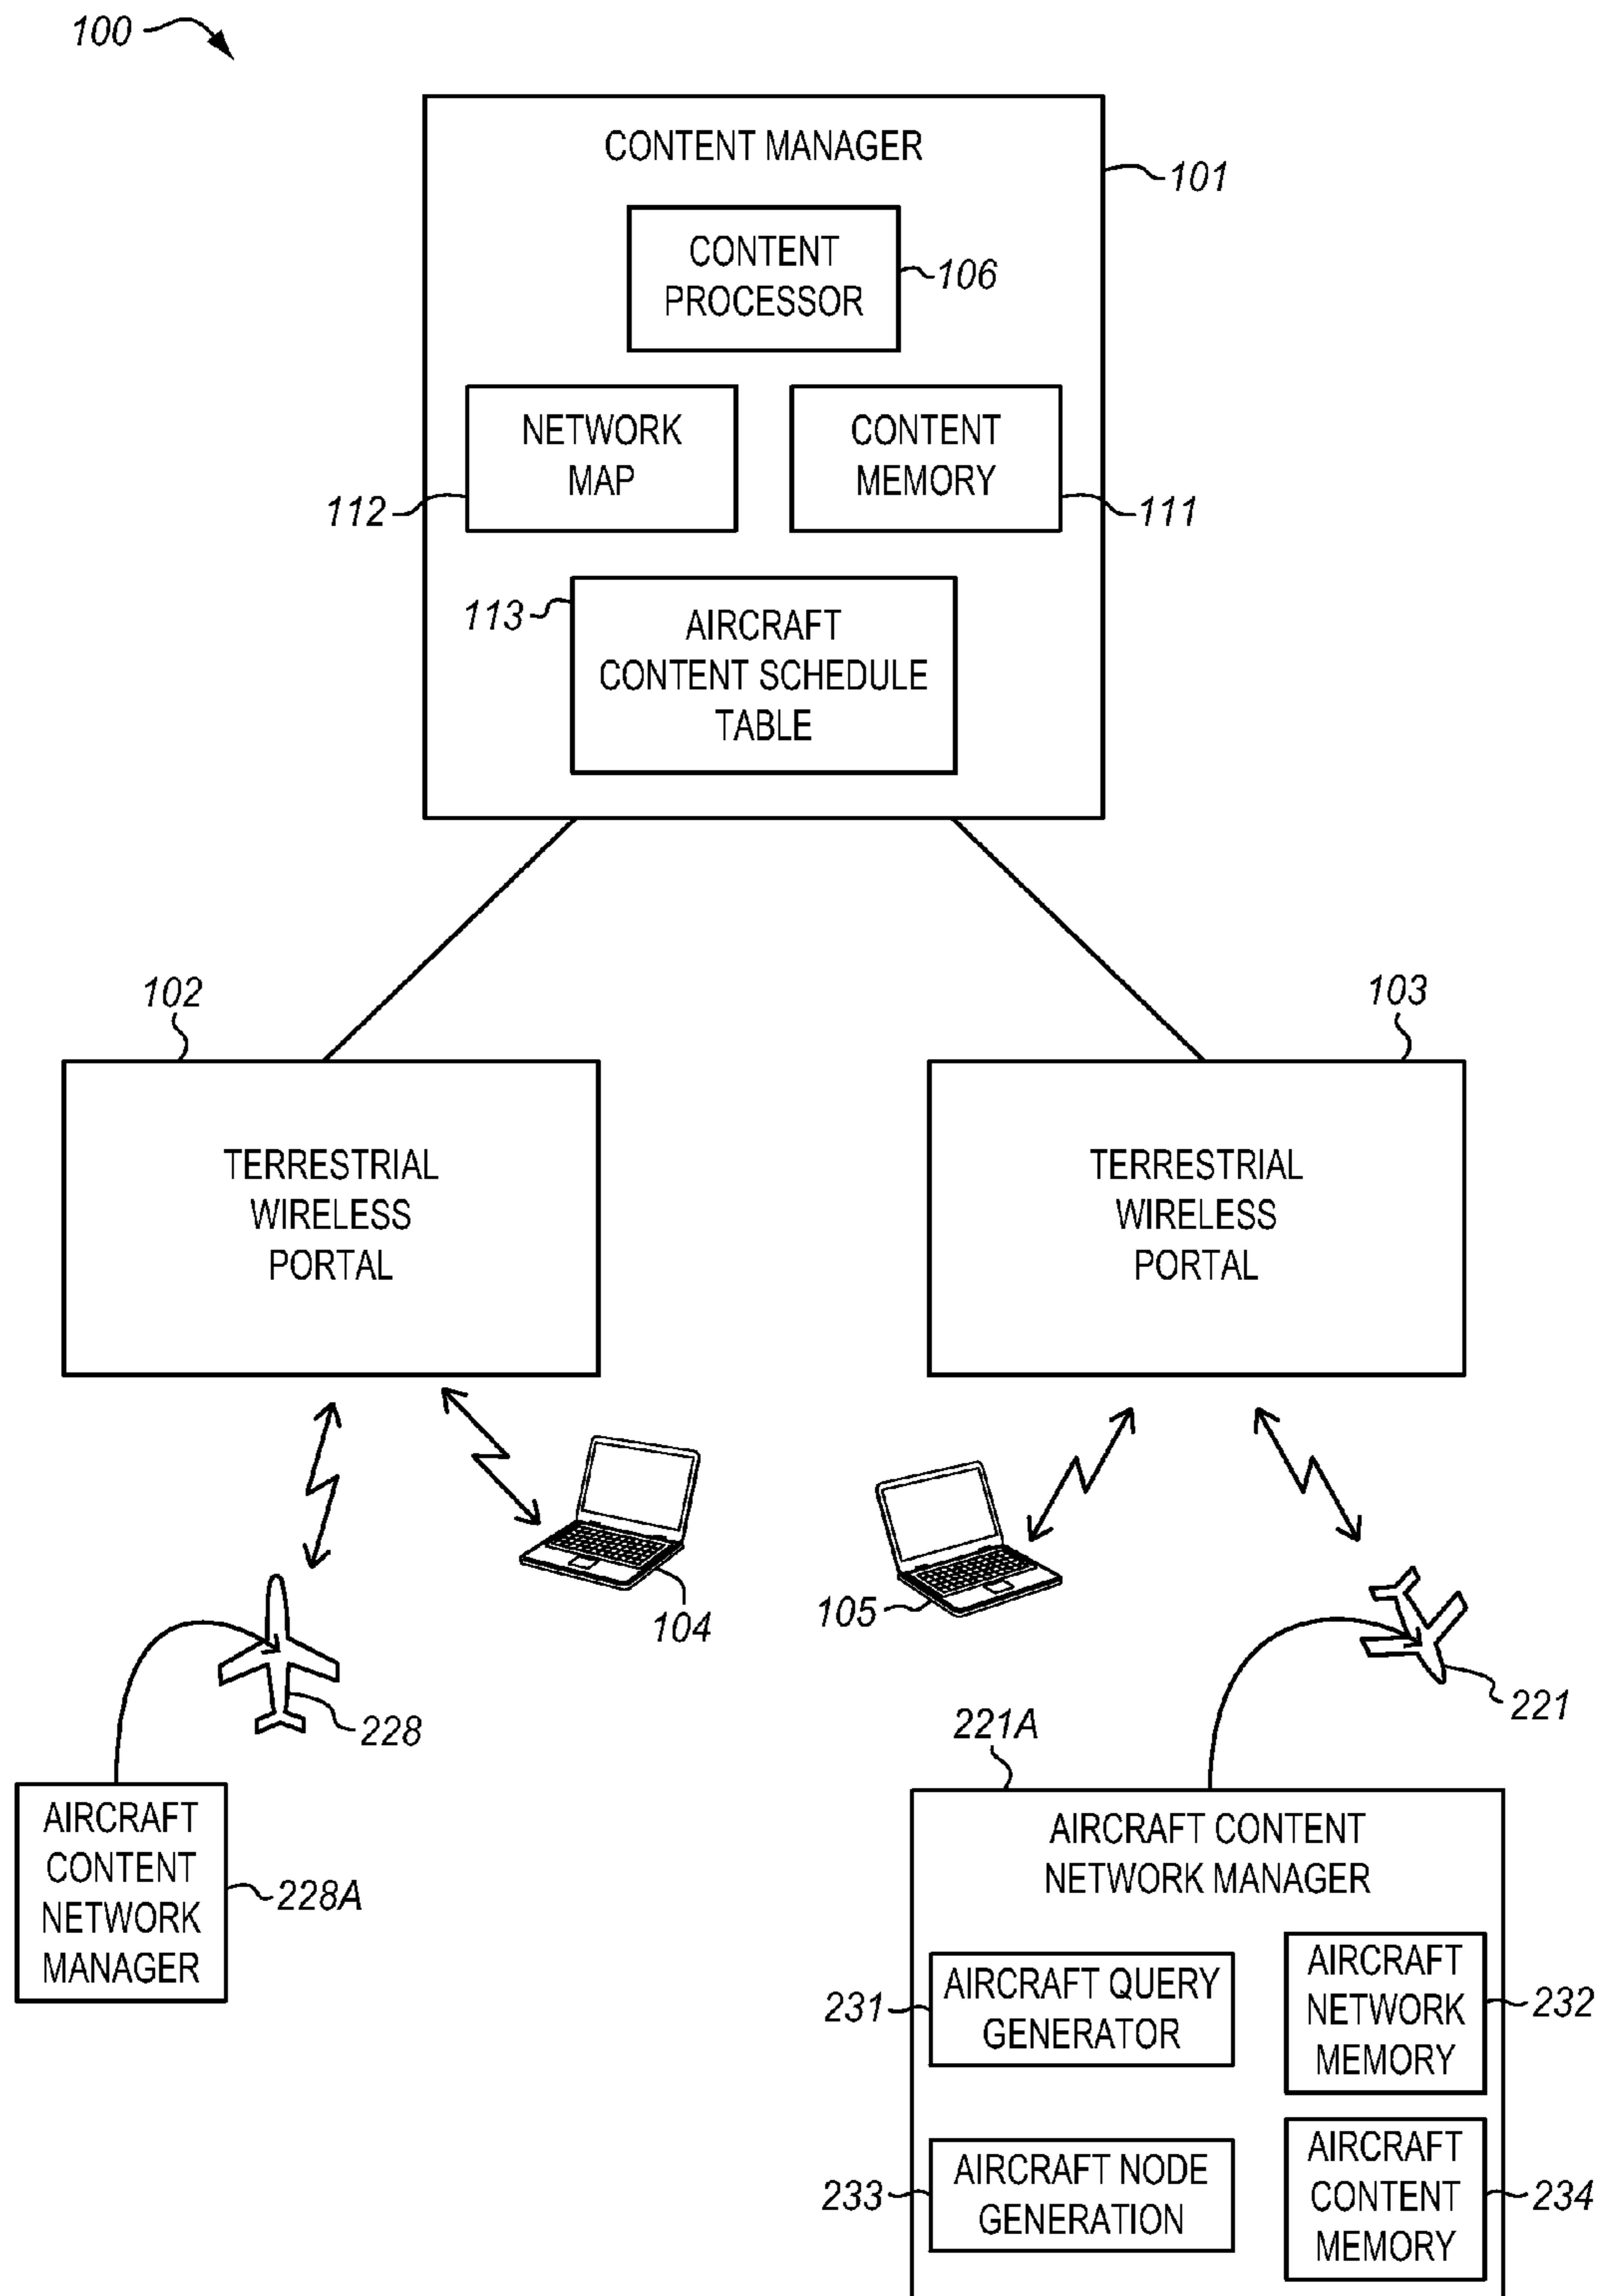 100
CONTENT MANAGER
101
CONTENT
PROCESSOR
106
NETWORK
MAP
112
CONTENT
MEMORY
111
113
AIRCRAFT
CONTENT SCHEDULE
TABLE
102
103
TERRESTRIAL
WIRELESS
PORTAL
TERRESTRIAL
WIRELESS
PORTAL
104
105
228
221
221A
AIRCRAFT
CONTENT
NETWORK
MANAGER
228A
AIRCRAFT CONTENT
NETWORK MANAGER
231
AIRCRAFT QUERY
GENERATOR
AIRCRAFT
NETWORK
MEMORY
232
233
AIRCRAFT NODE
GENERATION
AIRCRAFT
CONTENT
MEMORY
234